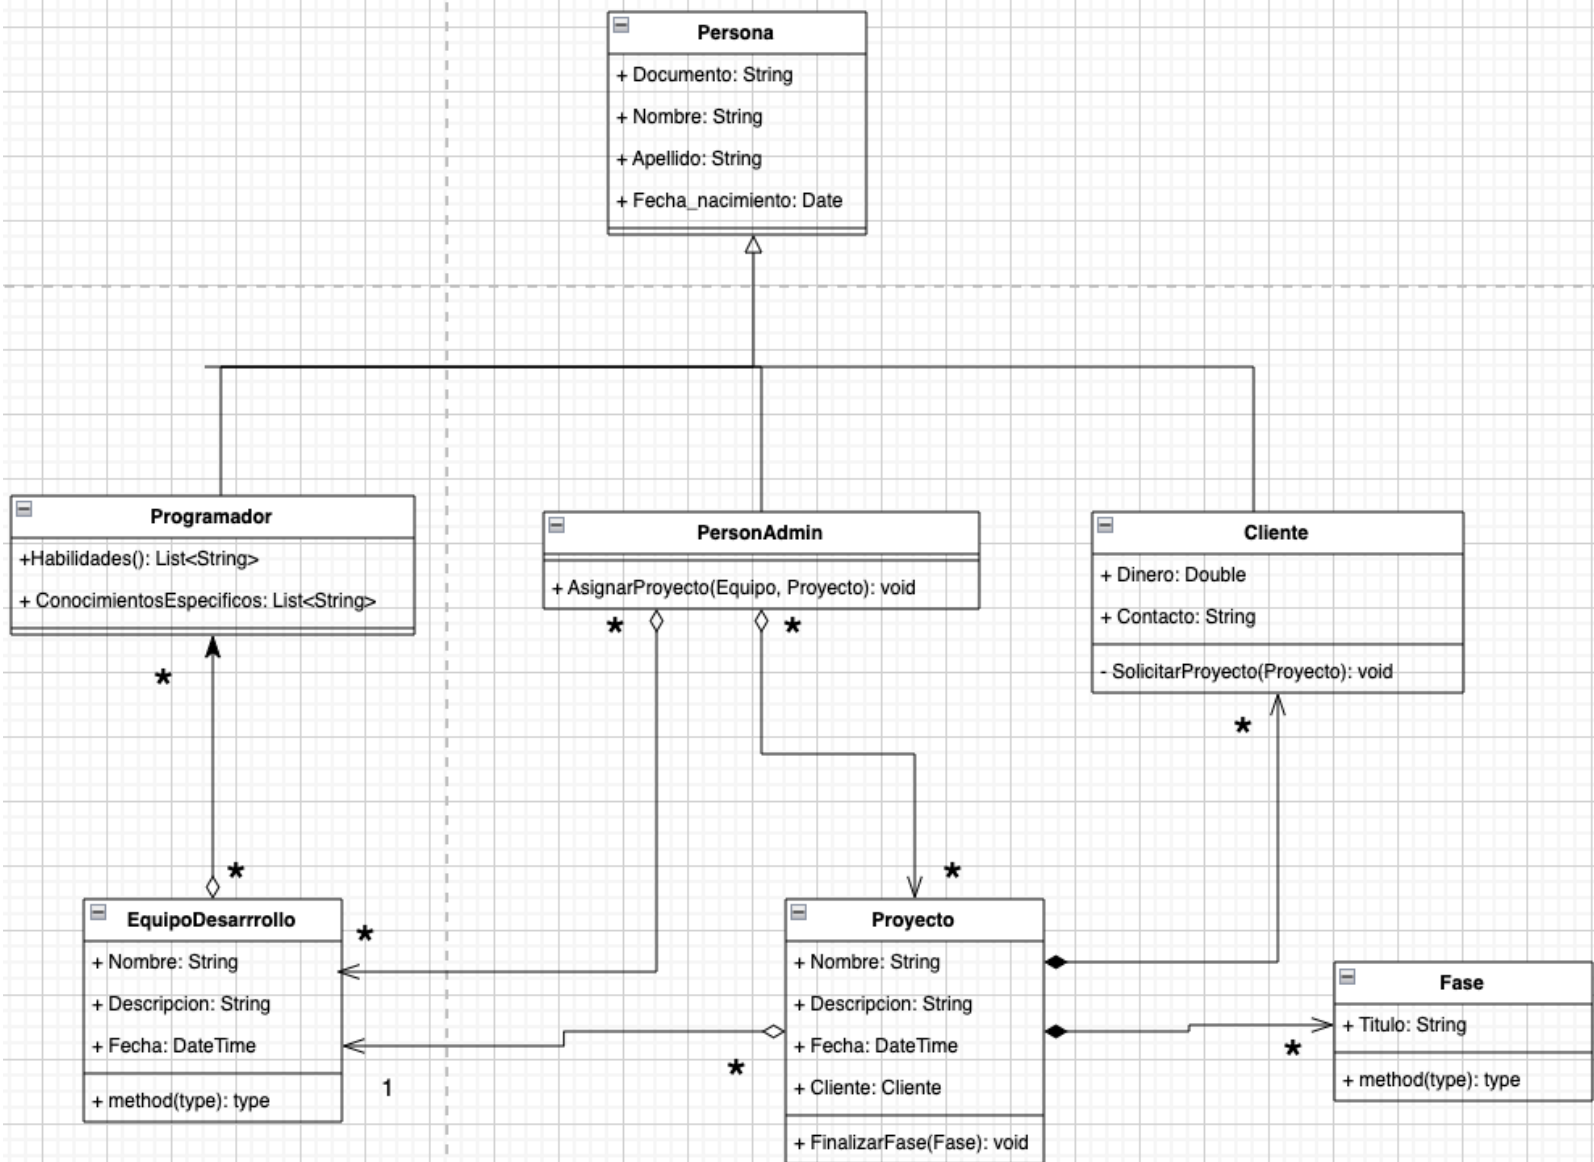 Persona
+ Documento: String
+ Nombre: String
+ Apellido: String
+ Fecha_nacimiento: Date
Programador
+Habilidades(): List<String>
+ ConocimientosEspecificos: List<String>
*
PersonAdmin
+ AsignarProyecto(Equipo, Proyecto): void
*
*
Cliente
+ Dinero: Double
+ Contacto: String
- SolicitarProyecto(Proyecto): void
*
*
EquipoDesarrrollo
+ Nombre: String
+ Descripcion: String
+ Fecha: DateTime
+ method(type): type
*
1
*
*
Proyecto
+ Nombre: String
+ Descripcion: String
+ Fecha: DateTime
+ Cliente: Cliente
+ FinalizarFase(Fase): void
*
Fase
+ Titulo: String
+ method(type): type